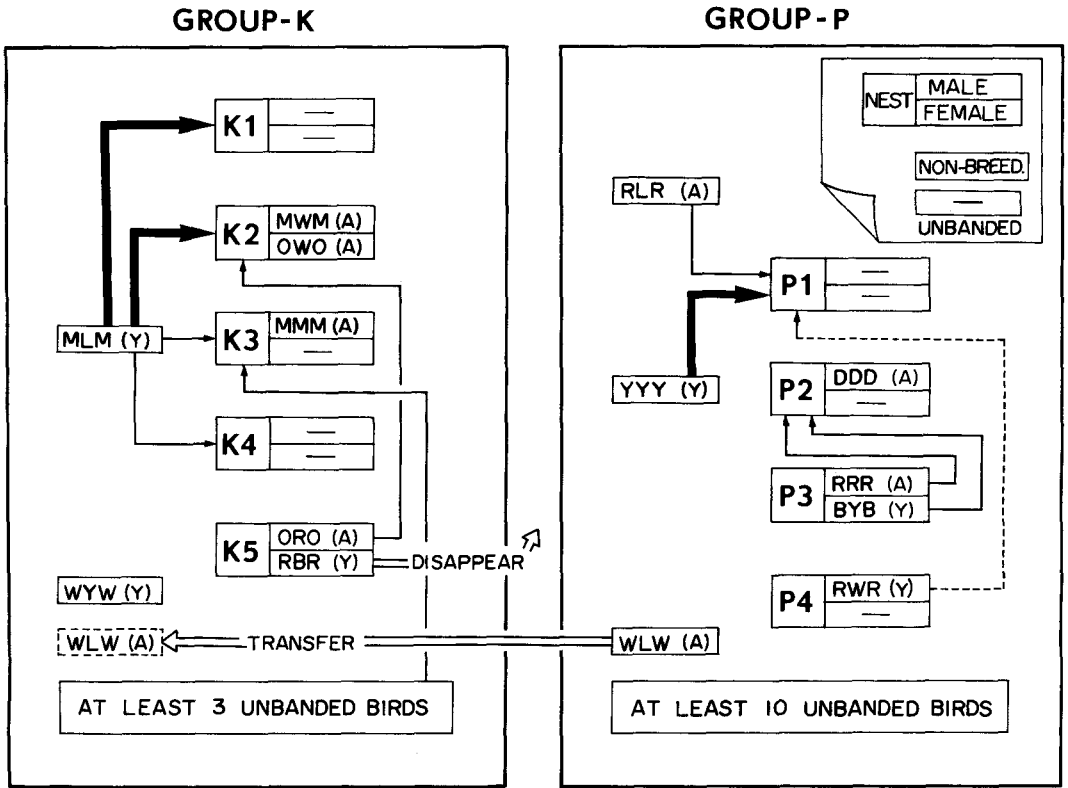 GROUP-K
K1
—
—
K2
MWM (A)
OWO (A)
MLM (Y)
K3
MMM (A)
—
K4
—
—
K5
ORO (A)
RBR (Y)
DISAPPEAR
WYW (Y)
WLW (A)
TRANSFER
AT LEAST 3 UNBANDED BIRDS
GROUP-P
NEST
MALE
FEMALE
NON-BREED.
—
UNBANDED
RLR (A)
P1
—
—
YYY (Y)
P2
DDD (A)
—
P3
RRR (A)
BYB (Y)
P4
RWR (Y)
—
WLW (A)
AT LEAST 10 UNBANDED BIRDS